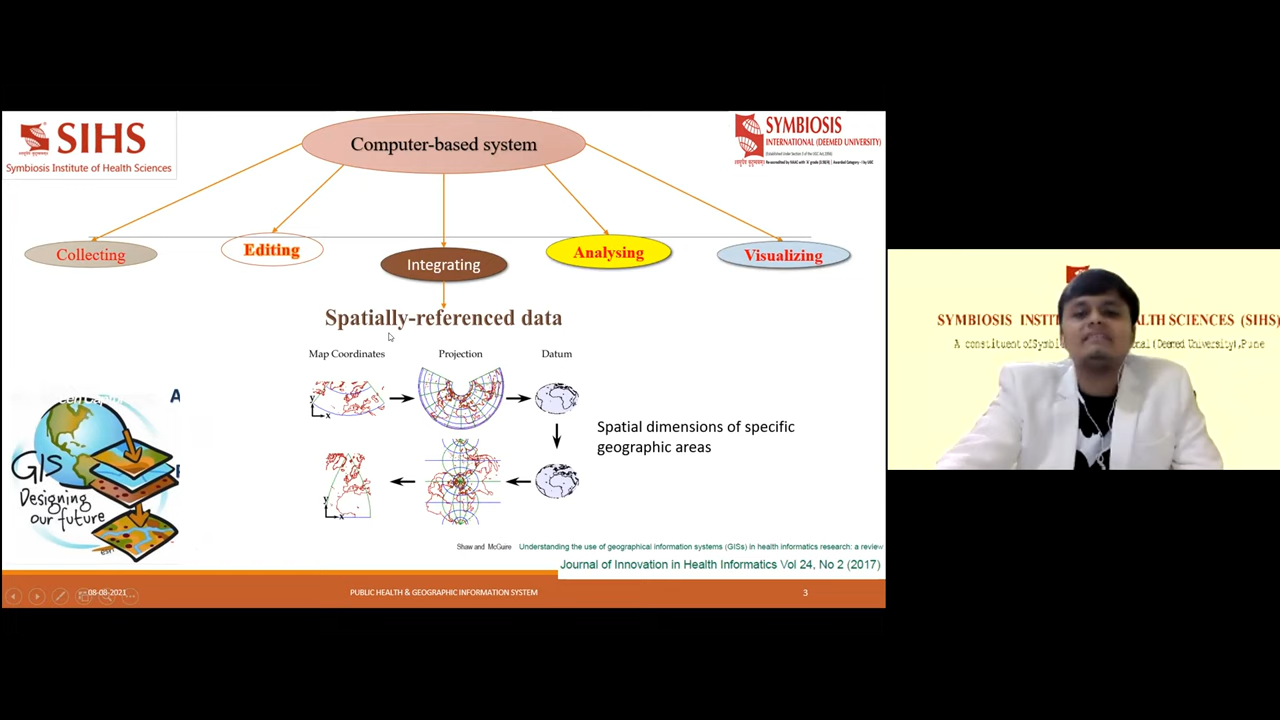 SIHS
Symbiosis Institute of Health Sciences
Computer-based system
SYMBIOSIS
INTERNATIONAL (DEEMED UNIVERSITY)
Collecting
Editing
Integrating
Analysing
Visualizing
Spatially-referenced data
Map Coordinates
Projection
Datum
y
x
Spatial dimensions of specific
geographic areas
y
x
GIS
Designing
our future
esri
Shaw and McGuire
Understanding the use of geographical information systems (GISs) in health informatics research: a review
Journal of Innovation in Health Informatics Vol 24, No 2 (2017)
08-08-2021
PUBLIC HEALTH & GEOGRAPHIC INFORMATION SYSTEM
3
SYMBIOSIS INSTIT
ALTH SCIENCES (SIHS)
A constituent of Symbi
nal (Deemed University), Pune